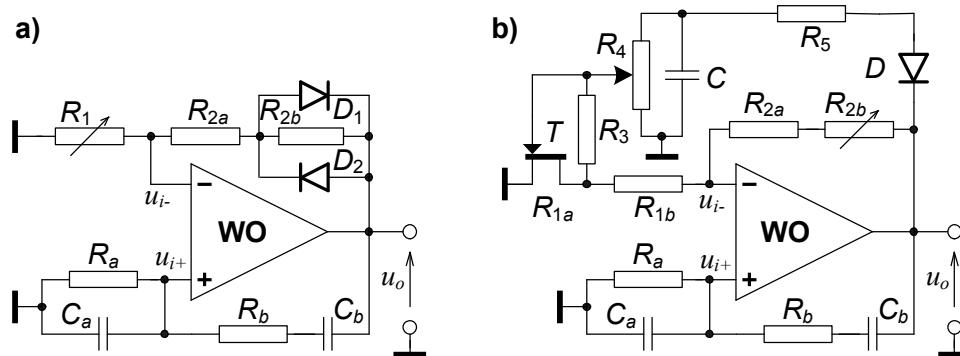 a)
R1
R2a
R2b
D1
D2
ui-
−
WO
ui+
+
Ra
Ca
Rb
Cb
uo
b)
R4
C
R5
D
R3
T
R2a
R2b
R1a
R1b
ui-
−
WO
ui+
+
Ra
Ca
Rb
Cb
uo